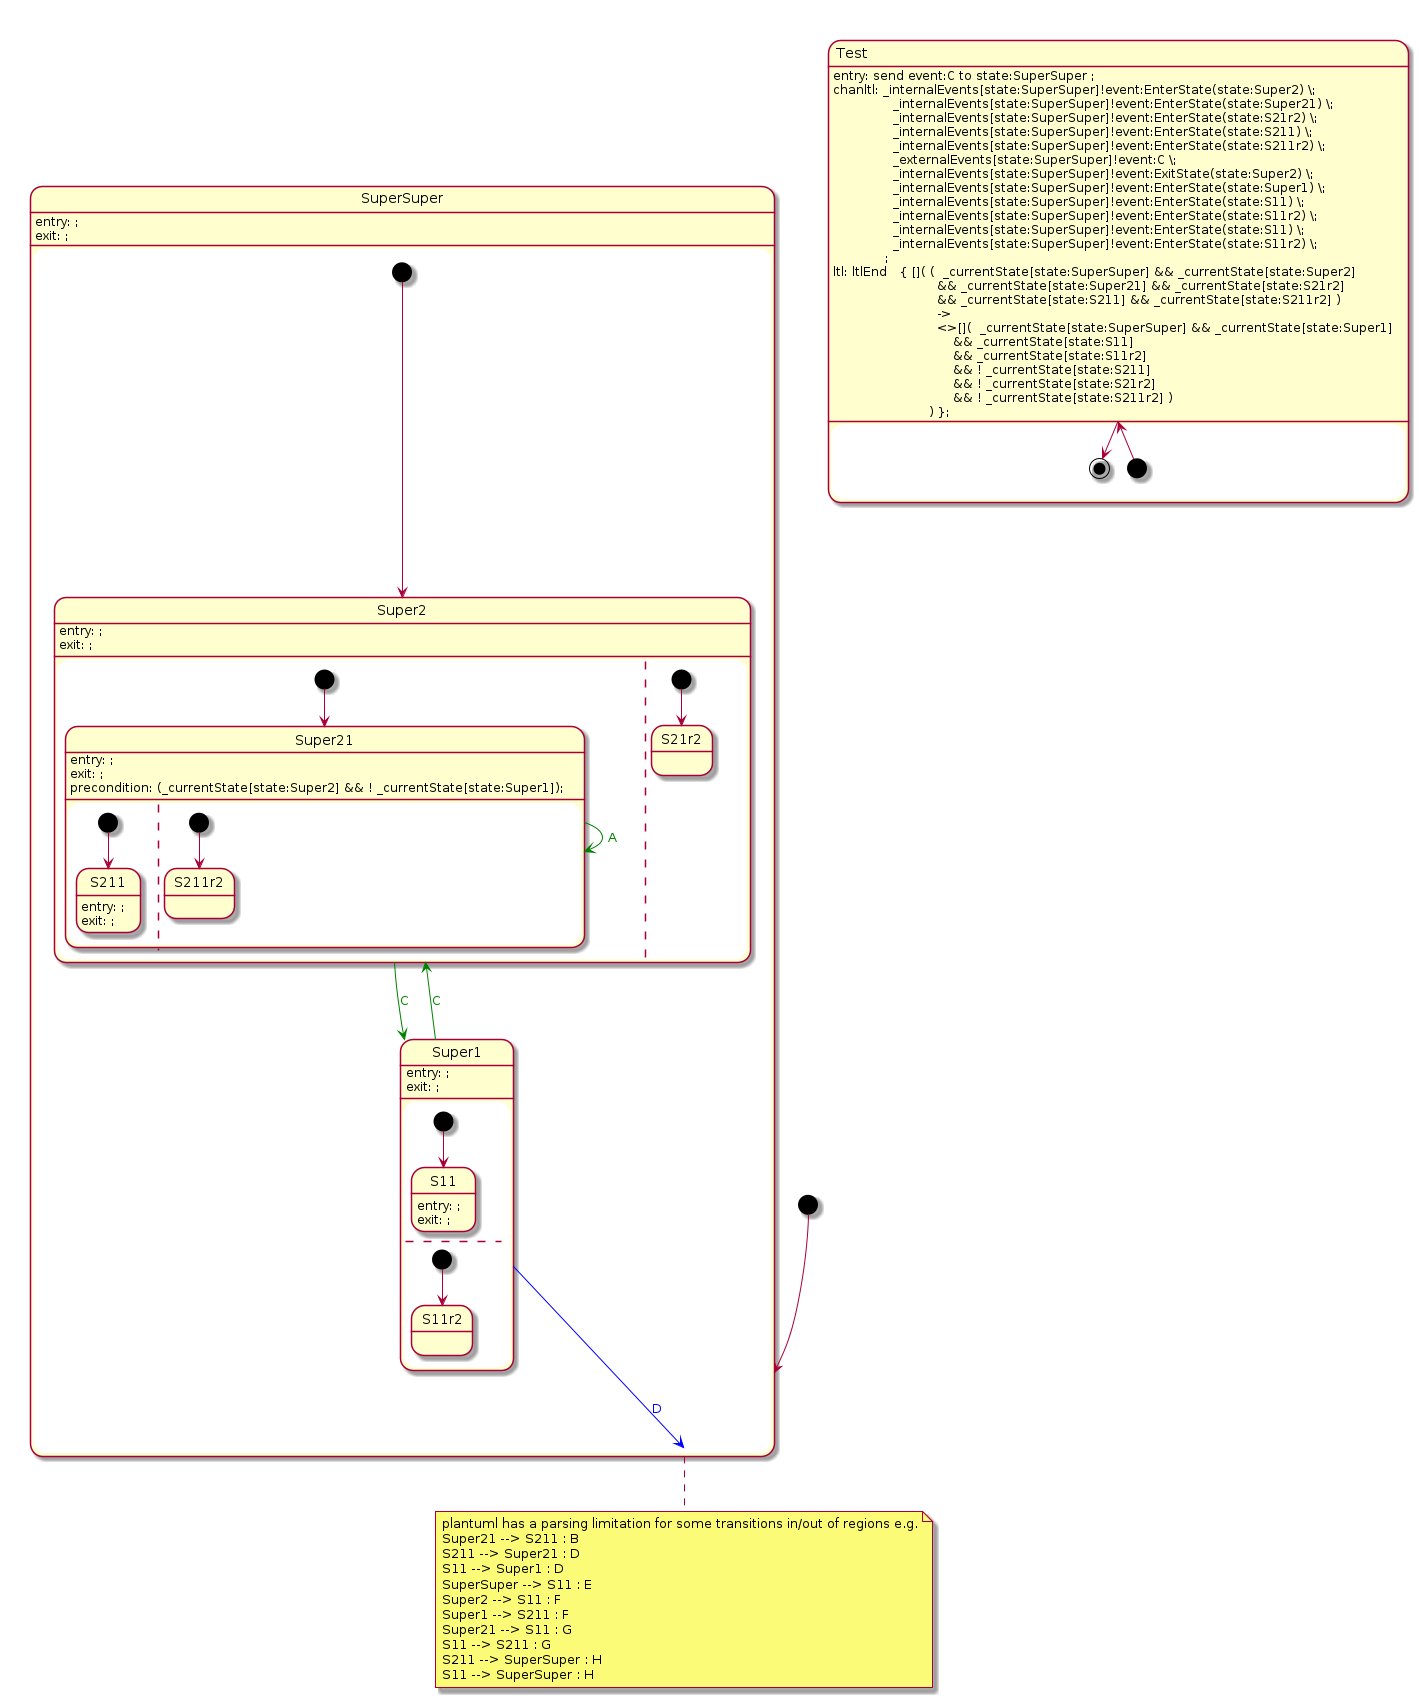 Test
entry: send event:C to state:SuperSuper ;
chanltl: _internalEvents[state:SuperSuper]!event:EnterState(state:Super2) \;
_internalEvents[state:SuperSuper]!event:EnterState(state:Super21) \;
_internalEvents[state:SuperSuper]!event:EnterState(state:S21r2) \;
_internalEvents[state:SuperSuper]!event:EnterState(state:S211) \;
_internalEvents[state:SuperSuper]!event:EnterState(state:S211r2) \;
_externalEvents[state:SuperSuper]!event:C \;
_internalEvents[state:SuperSuper]!event:ExitState(state:Super2) \;
_internalEvents[state:SuperSuper]!event:EnterState(state:Super1) \;
_internalEvents[state:SuperSuper]!event:EnterState(state:S11) \;
_internalEvents[state:SuperSuper]!event:EnterState(state:S11r2) \;
_internalEvents[state:SuperSuper]!event:EnterState(state:S11) \;
_internalEvents[state:SuperSuper]!event:EnterState(state:S11r2) \;
;
ltl: ltlEnd { []( ( _currentState[state:SuperSuper] && _currentState[state:Super2]
&& _currentState[state:Super21] && _currentState[state:S21r2]
&& _currentState[state:S211] && _currentState[state:S211r2] )
->
<>[]( _currentState[state:SuperSuper] && _currentState[state:Super1]
&& _currentState[state:S11]
&& _currentState[state:S11r2]
&& ! _currentState[state:S211]
&& ! _currentState[state:S21r2]
&& ! _currentState[state:S211r2] )
) };
SuperSuper
entry: ;
exit: ;
Super2
entry: ;
exit: ;
Super21
entry: ;
exit: ;
precondition: (_currentState[state:Super2] && ! _currentState[state:Super1]);
S21r2
A
S211
entry: ;
exit: ;
S211r2
C
C
Super1
entry: ;
exit: ;
S11
entry: ;
exit: ;
S11r2
D
plantuml has a parsing limitation for some transitions in/out of regions e.g.
Super21 --> S211 : B
S211 --> Super21 : D
S11 --> Super1 : D
SuperSuper --> S11 : E
Super2 --> S11 : F
Super1 --> S211 : F
Super21 --> S11 : G
S11 --> S211 : G
S211 --> SuperSuper : H
S11 --> SuperSuper : H